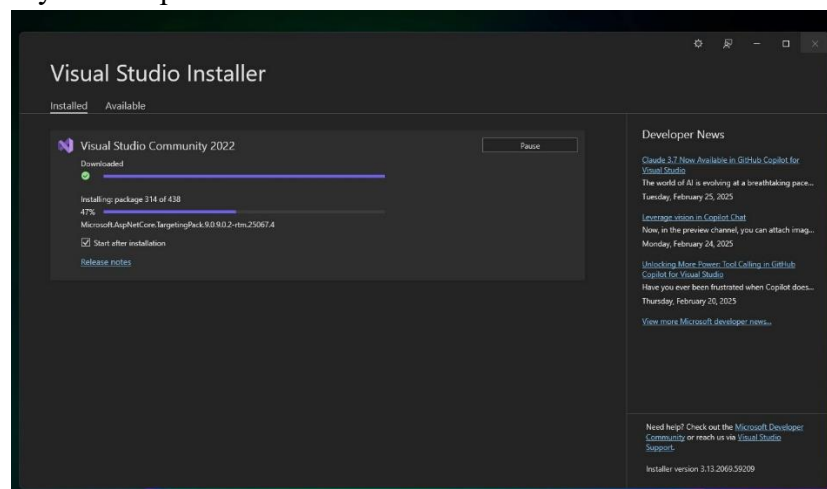 Visual Studio Installer
Installed Available
Visual Studio Community 2022
Pause
Downloaded
Installing: package 314 of 438
47%
Microsoft.AspNetCore.TargetingPack.9.0.9.0.2-rtm.25067.4
Start after installation
Release notes
Developer News
Claude 3.7 Now Available in GitHub Copilot for
Visual Studio
The world of AI is evolving at a breathtaking pace...
Tuesday, February 25, 2025
Leverage vision in Copilot Chat
Now, in the preview channel, you can attach imag...
Monday, February 24, 2025
Unlocking More Power: Tool Calling in GitHub
Copilot for Visual Studio
Have you ever been frustrated when Copilot does...
Thursday, February 20, 2025
View more Microsoft developer news...
Need help? Check out the Microsoft Developer
Community or reach us via Visual Studio
Support.
Installer version 3.13.2069.59209